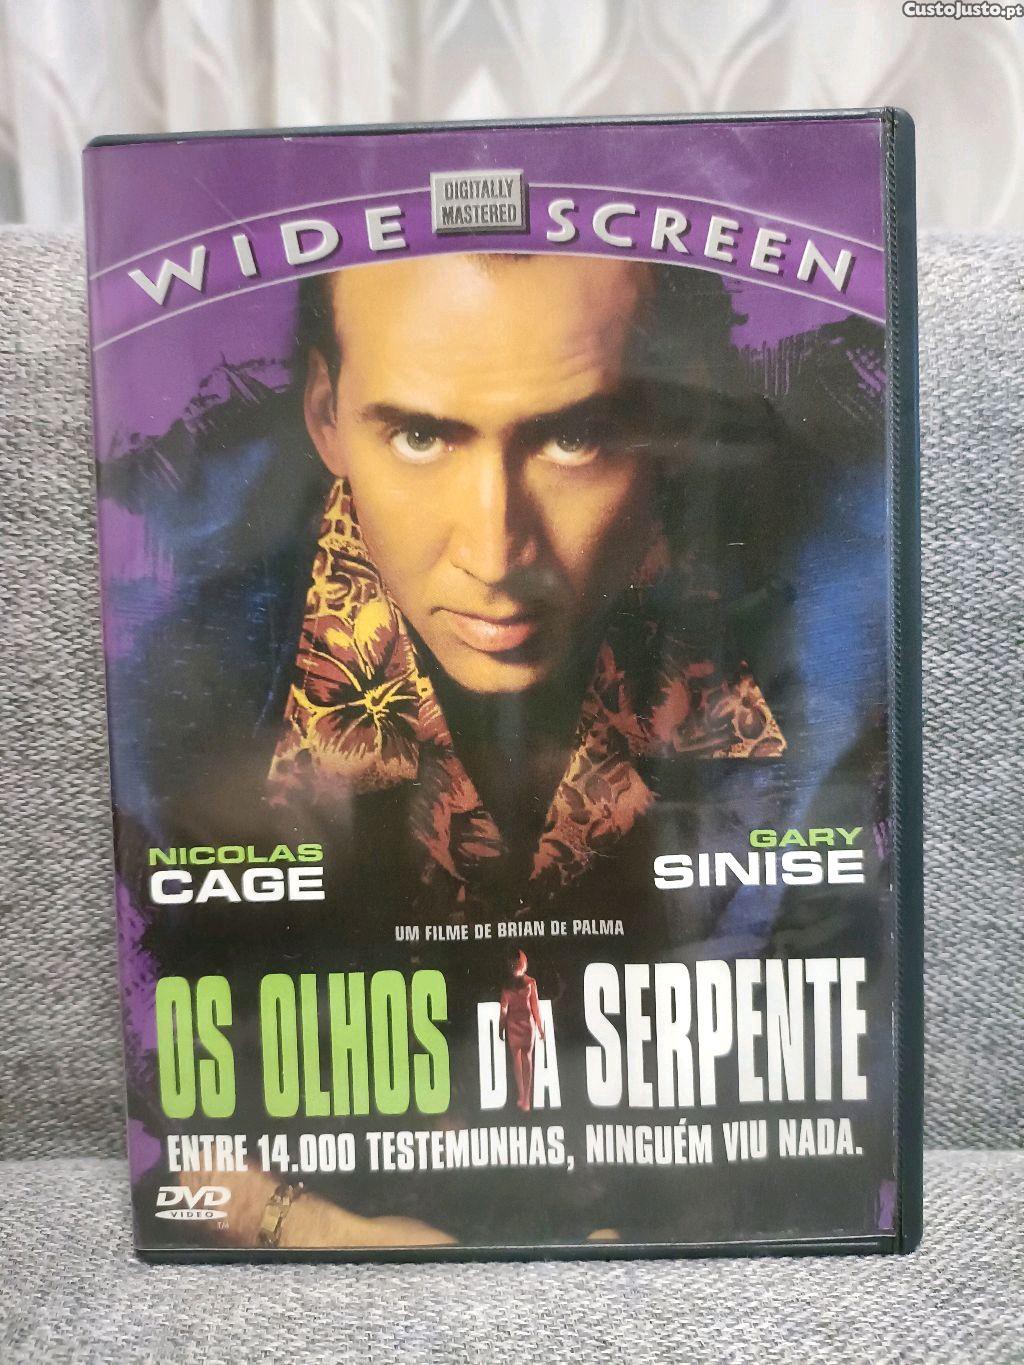 CustoJusto.pt
DIGITALLY
MASTERED
WIDE SCREEN
NICOLAS
CAGE
GARY
SINISE
UM FILME DE BRIAN DE PALMA
OS OLHOS DA SERPENTE
ENTRE 14.000 TESTEMUNHAS, NINGUÉM VIU NADA.
DVD
VIDEO
TM